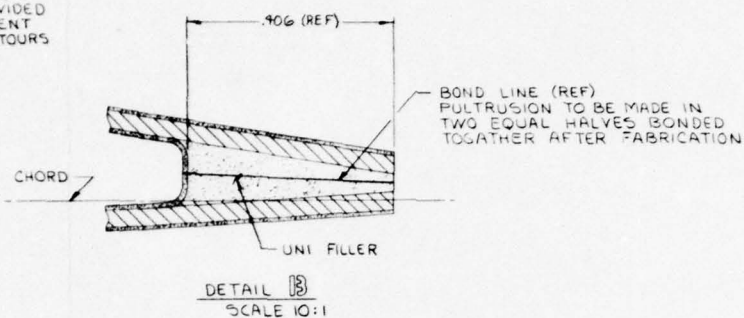 VIDED
ENT
TOURS
.906 (REF)
BOND LINE (REF)
PULTRUSION TO BE MADE IN
TWO EQUAL HALVES BONDED
TOGATHER AFTER FABRICATION
CHORD
UNI FILLER
DETAIL B
SCALE 10:1